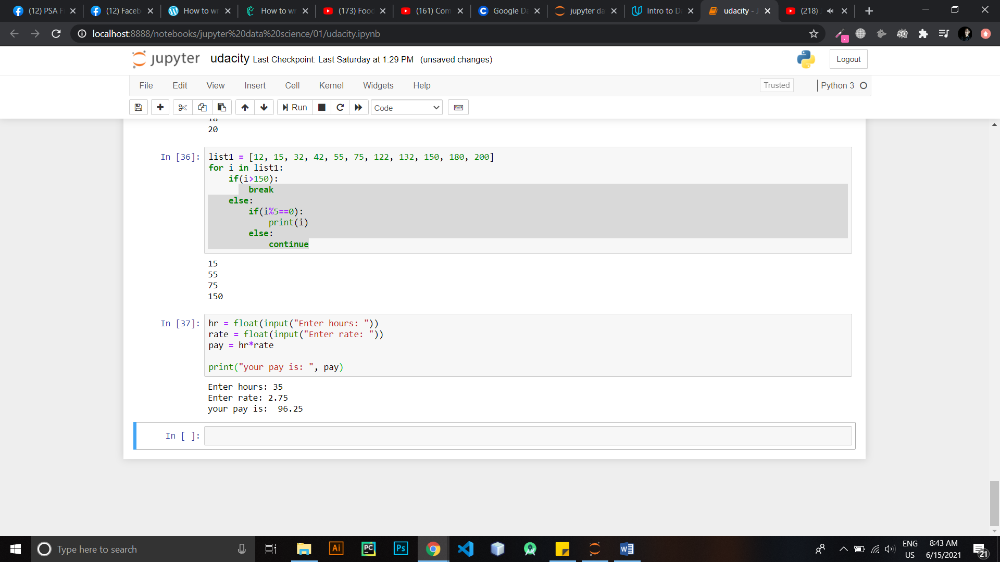 (12) PSA F
(12) Faceb
How to wr
How to wr
(173) Food
(161) Com
Google Da
jupyter da
Intro to D
udacity - J
(218)
localhost:8888/notebooks/jupyter%20data%20science/01/udacity.ipynb
jupyter udacity Last Checkpoint: Last Saturday at 1:29 PM (unsaved changes)
Logout
File Edit View Insert Cell Kernel Widgets Help
Trusted
Python 3
Run
Code
18
20
In [36]:
list1 = [12, 15, 32, 42, 55, 75, 122, 132, 150, 180, 200]
for i in list1:
    if(i>150):
        break
    else:
        if(i%5==0):
            print(i)
        else:
            continue
15
55
75
150
In [37]:
hr = float(input("Enter hours: "))
rate = float(input("Enter rate: "))
pay = hr*rate
print("your pay is: ", pay)
Enter hours: 35
Enter rate: 2.75
your pay is:  96.25
In [ ]:
Type here to search
Ai
PC
Ps
W
ENG
US
8:43 AM
6/15/2021
21